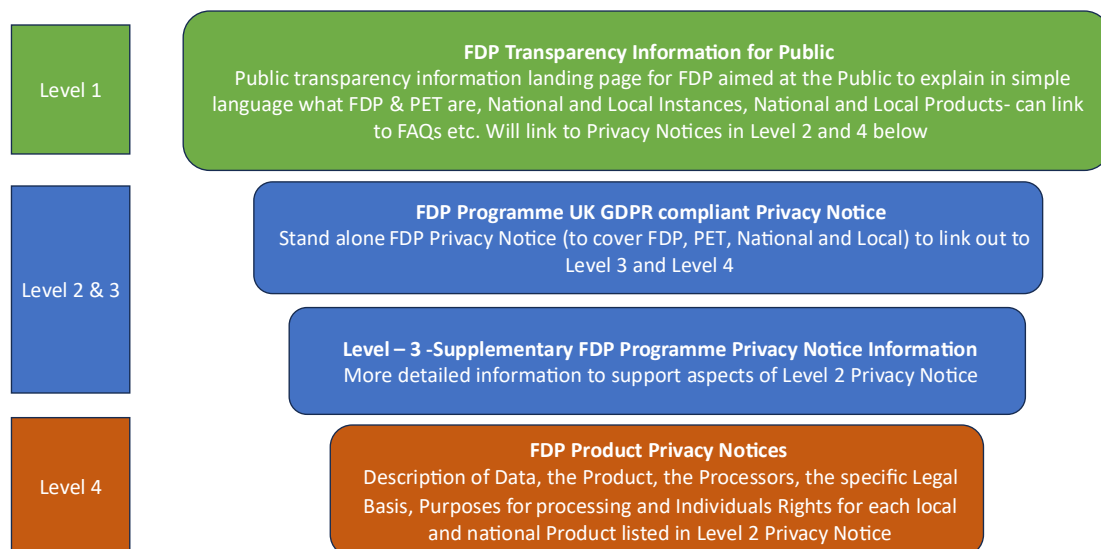 Level 1
FDP Transparency Information for Public
Public transparency information landing page for FDP aimed at the Public to explain in simple
language what FDP & PET are, National and Local Instances, National and Local Products- can link
to FAQs etc. Will link to Privacy Notices in Level 2 and 4 below
Level 2 & 3
FDP Programme UK GDPR compliant Privacy Notice
Stand alone FDP Privacy Notice (to cover FDP, PET, National and Local) to link out to
Level 3 and Level 4
Level – 3 -Supplementary FDP Programme Privacy Notice Information
More detailed information to support aspects of Level 2 Privacy Notice
Level 4
FDP Product Privacy Notices
Description of Data, the Product, the Processors, the specific Legal
Basis, Purposes for processing and Individuals Rights for each local
and national Product listed in Level 2 Privacy Notice